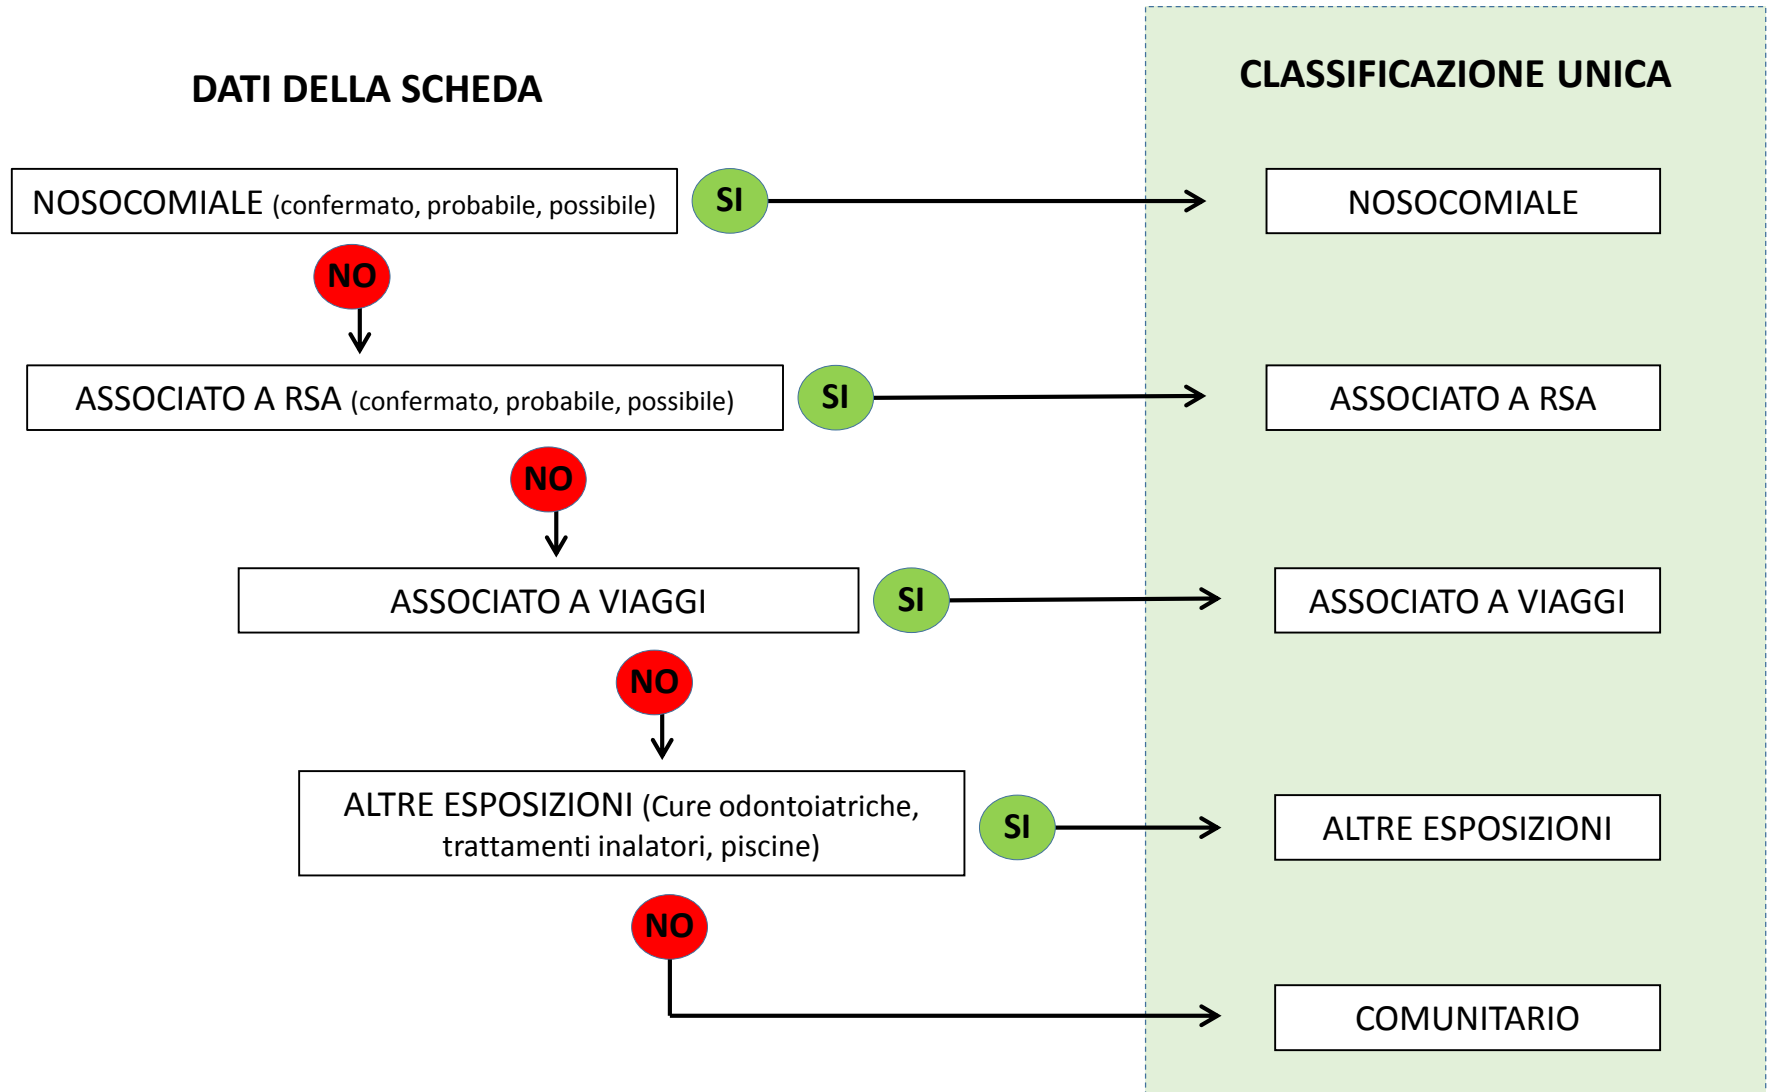 DATI DELLA SCHEDA
CLASSIFICAZIONE UNICA
NOSOCOMIALE (confermato, probabile, possibile)
SI
NOSOCOMIALE
NO
ASSOCIATO A RSA (confermato, probabile, possibile)
SI
ASSOCIATO A RSA
NO
ASSOCIATO A VIAGGI
SI
ASSOCIATO A VIAGGI
NO
ALTRE ESPOSIZIONI (Cure odontoiatriche,
trattamenti inalatori, piscine)
SI
ALTRE ESPOSIZIONI
NO
COMUNITARIO